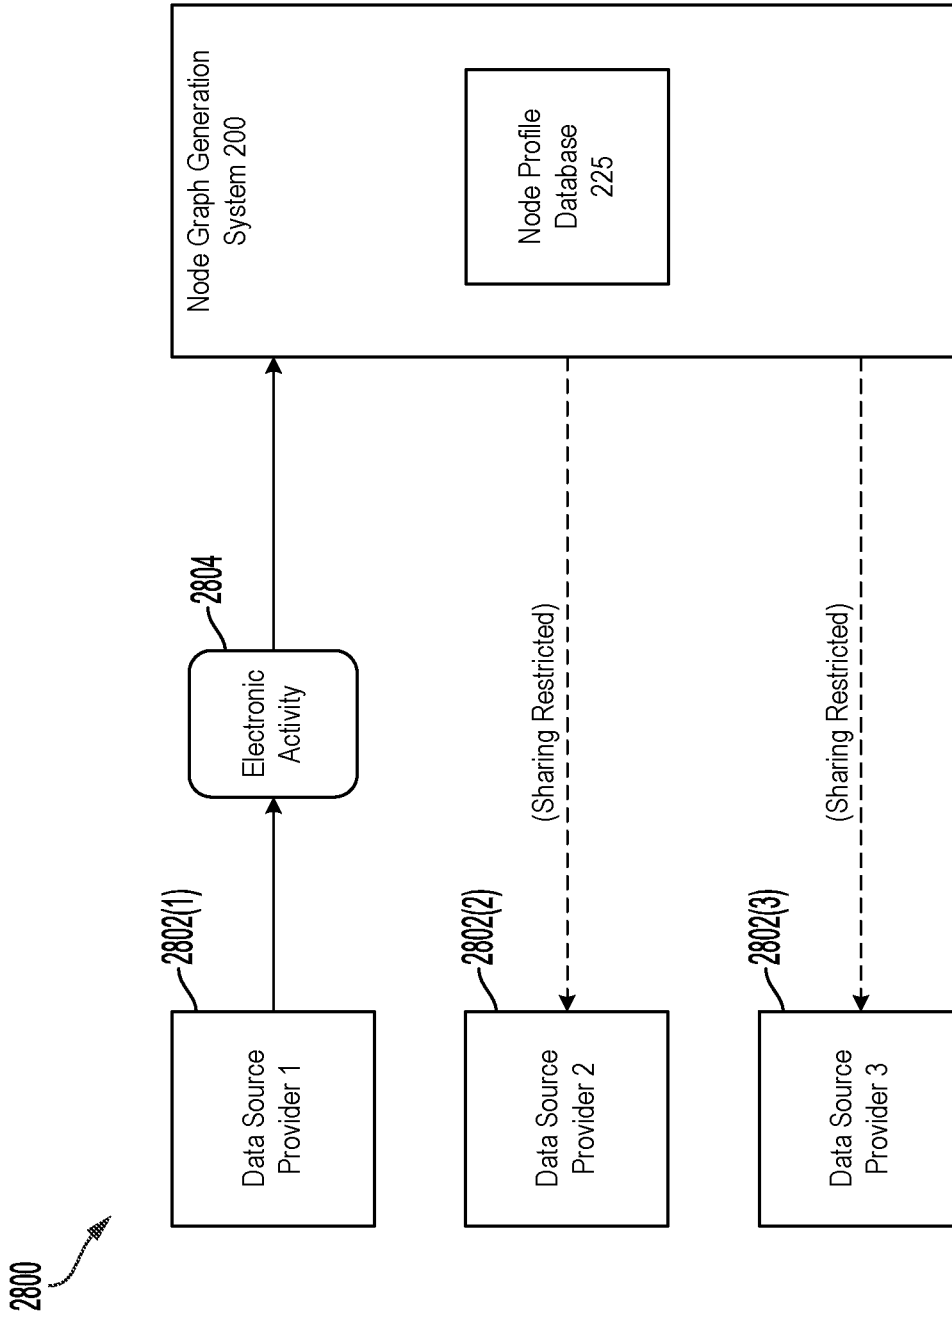 2800
2802(1)
Data Source
Provider 1
2804
Electronic
Activity
Node Graph Generation
System 200
2802(2)
Data Source
Provider 2
(Sharing Restricted)
Node Profile
Database
225
2802(3)
Data Source
Provider 3
(Sharing Restricted)